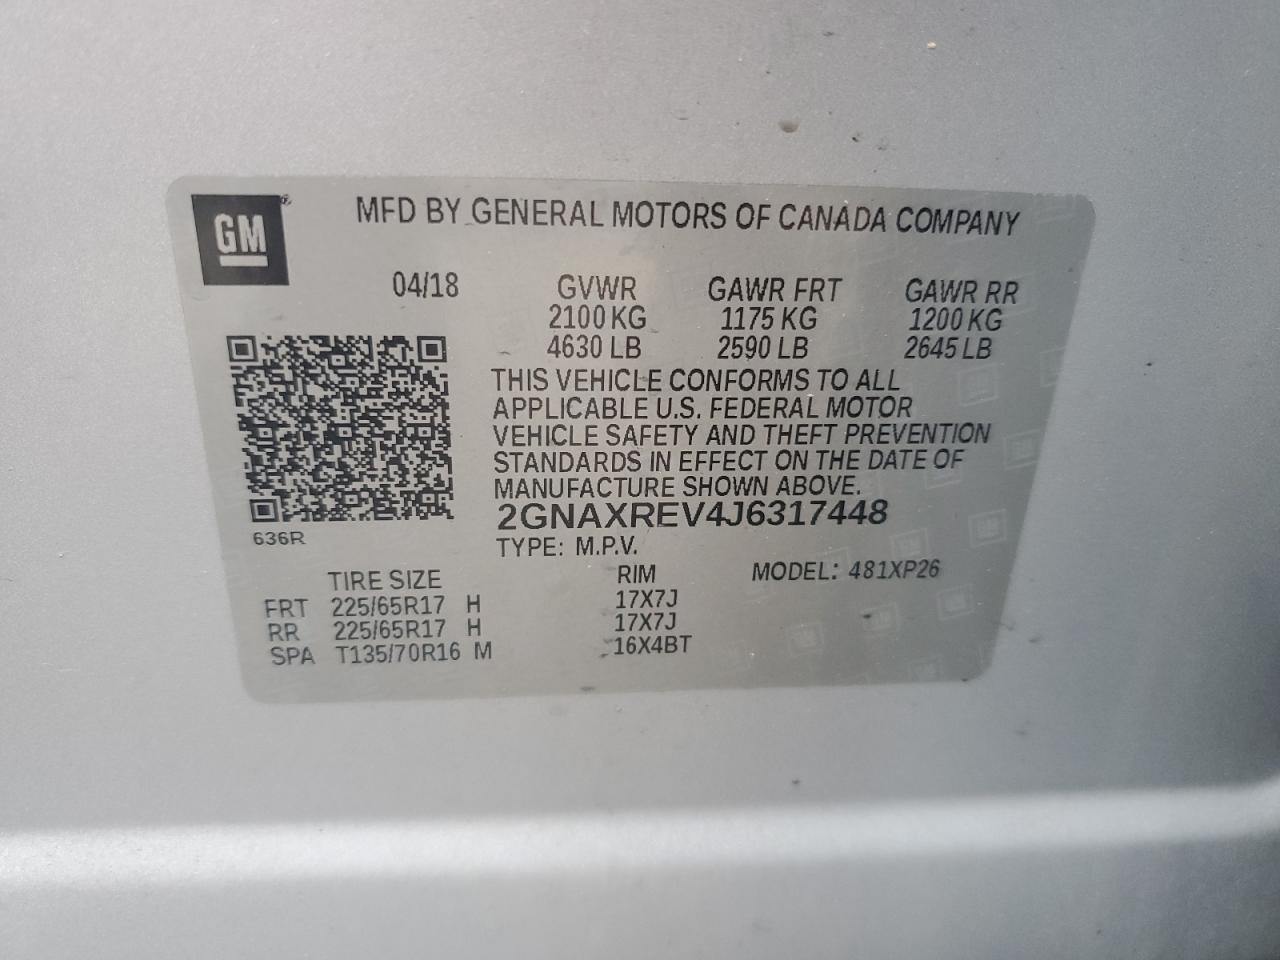 GM®
MFD BY GENERAL MOTORS OF CANADA COMPANY
04/18 GVWR GAWR FRT GAWR RR
2100 KG 1175 KG 1200 KG
4630 LB 2590 LB 2645 LB
THIS VEHICLE CONFORMS TO ALL
APPLICABLE U.S. FEDERAL MOTOR
VEHICLE SAFETY AND THEFT PREVENTION
STANDARDS IN EFFECT ON THE DATE OF
MANUFACTURE SHOWN ABOVE.
2GNAXREV4J6317448
636R
TYPE: M.P.V.
TIRE SIZE RIM MODEL: 481XP26
FRT 225/65R17 H 17X7J
RR 225/65R17 H 17X7J
SPA T135/70R16 M 16X4BT